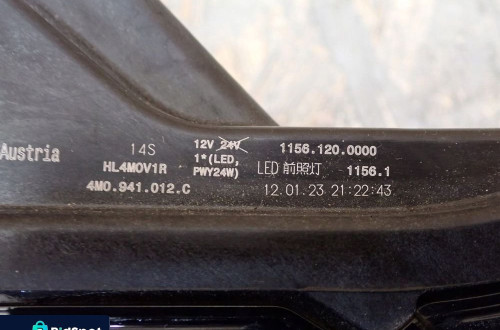 Austria
14S
HL4MOV1R
4M0.941.012.C
12V 24V
1*(LED,
PWY24W)
1156.120.0000
LED 前照灯 1156.1
12.01.23 21:22:43
BidSpot